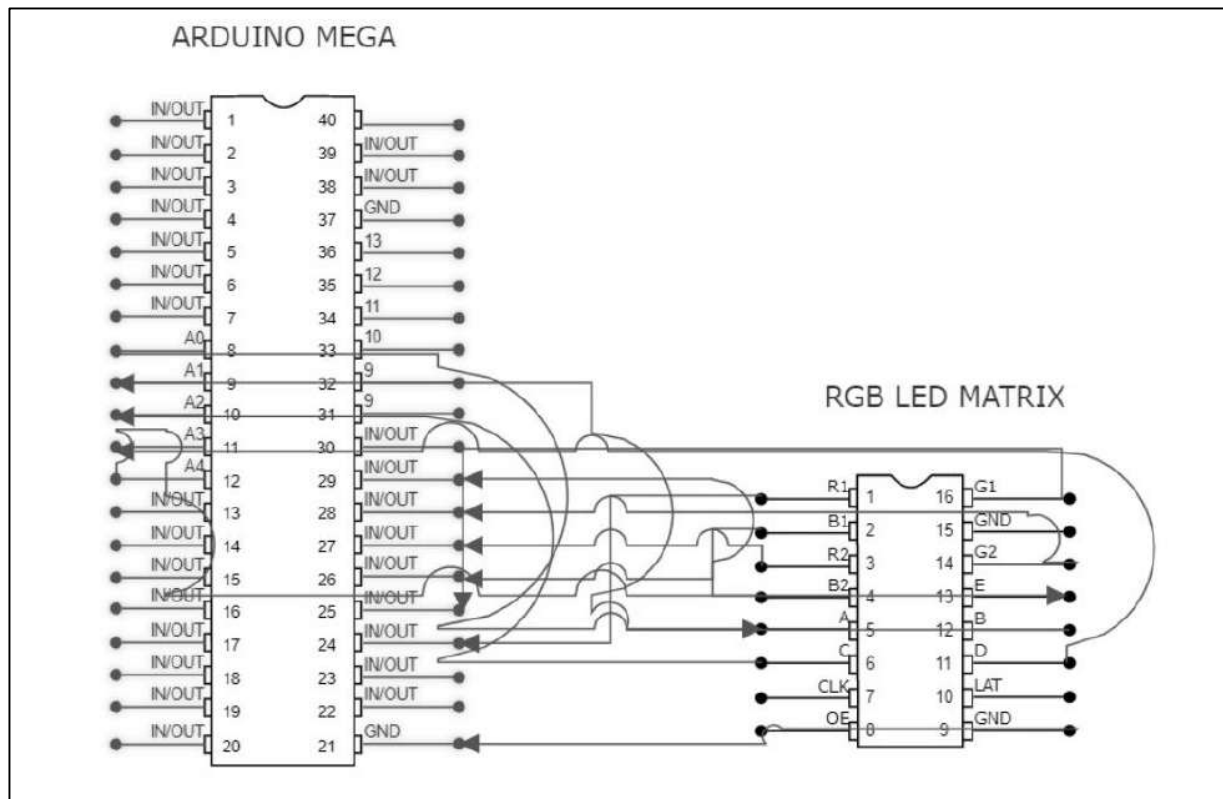 ARDUINO MEGA
IN/OUT 1 40
IN/OUT 2 39 IN/OUT
IN/OUT 3 38 IN/OUT
IN/OUT 4 37 GND
IN/OUT 5 36 13
IN/OUT 6 35 12
IN/OUT 7 34 11
A0 8 33 10
A1 9 32 9
A2 10 31 9
A3 11 30 IN/OUT
A4 12 29 IN/OUT
IN/OUT 13 28 IN/OUT
IN/OUT 14 27 IN/OUT
IN/OUT 15 26 IN/OUT
IN/OUT 16 25 IN/OUT
IN/OUT 17 24 IN/OUT
IN/OUT 18 23 IN/OUT
IN/OUT 19 22 IN/OUT
IN/OUT 20 21 GND
RGB LED MATRIX
R1 1 16 G1
B1 2 15 GND
R2 3 14 G2
B2 4 13 E
A 5 12 B
C 6 11 D
CLK 7 10 LAT
OE 8 9 GND